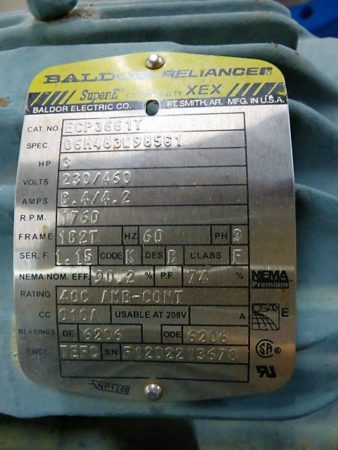 BALDOR·RELIANCE
Super-E XEX
BALDOR ELECTRIC CO. FT. SMITH, AR. MFG. IN U.S.A.
CAT. NO. ECP3661T
SPEC. 06H463W985G1
HP 3
VOLTS 230/460
AMPS 8.4/4.2
R.P.M. 1760
FRAME 182T HZ 60 PH 3
SER. F. 1.15 CODE K DES B CLASS F
NEMA NOM. EFF. 90.2 % P.F. 74 %
RATING 40C AMB-CONT
CC 010A USABLE AT 208V A
BEARINGS DE 6206 ODE 6206
ENCL TEFC SN
NEMA
Premium
E
NP1260